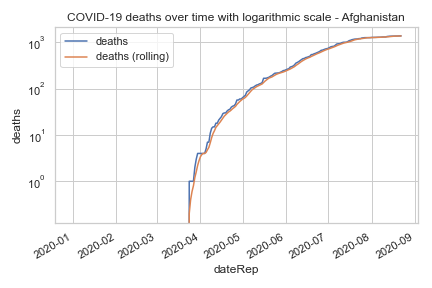 COVID-19 deaths over time with logarithmic scale - Afghanistan
deaths
deaths (rolling)
10³
10²
10¹
10⁰
deaths
2020-01
2020-02
2020-03
2020-04
2020-05
2020-06
2020-07
2020-08
2020-09
dateRep